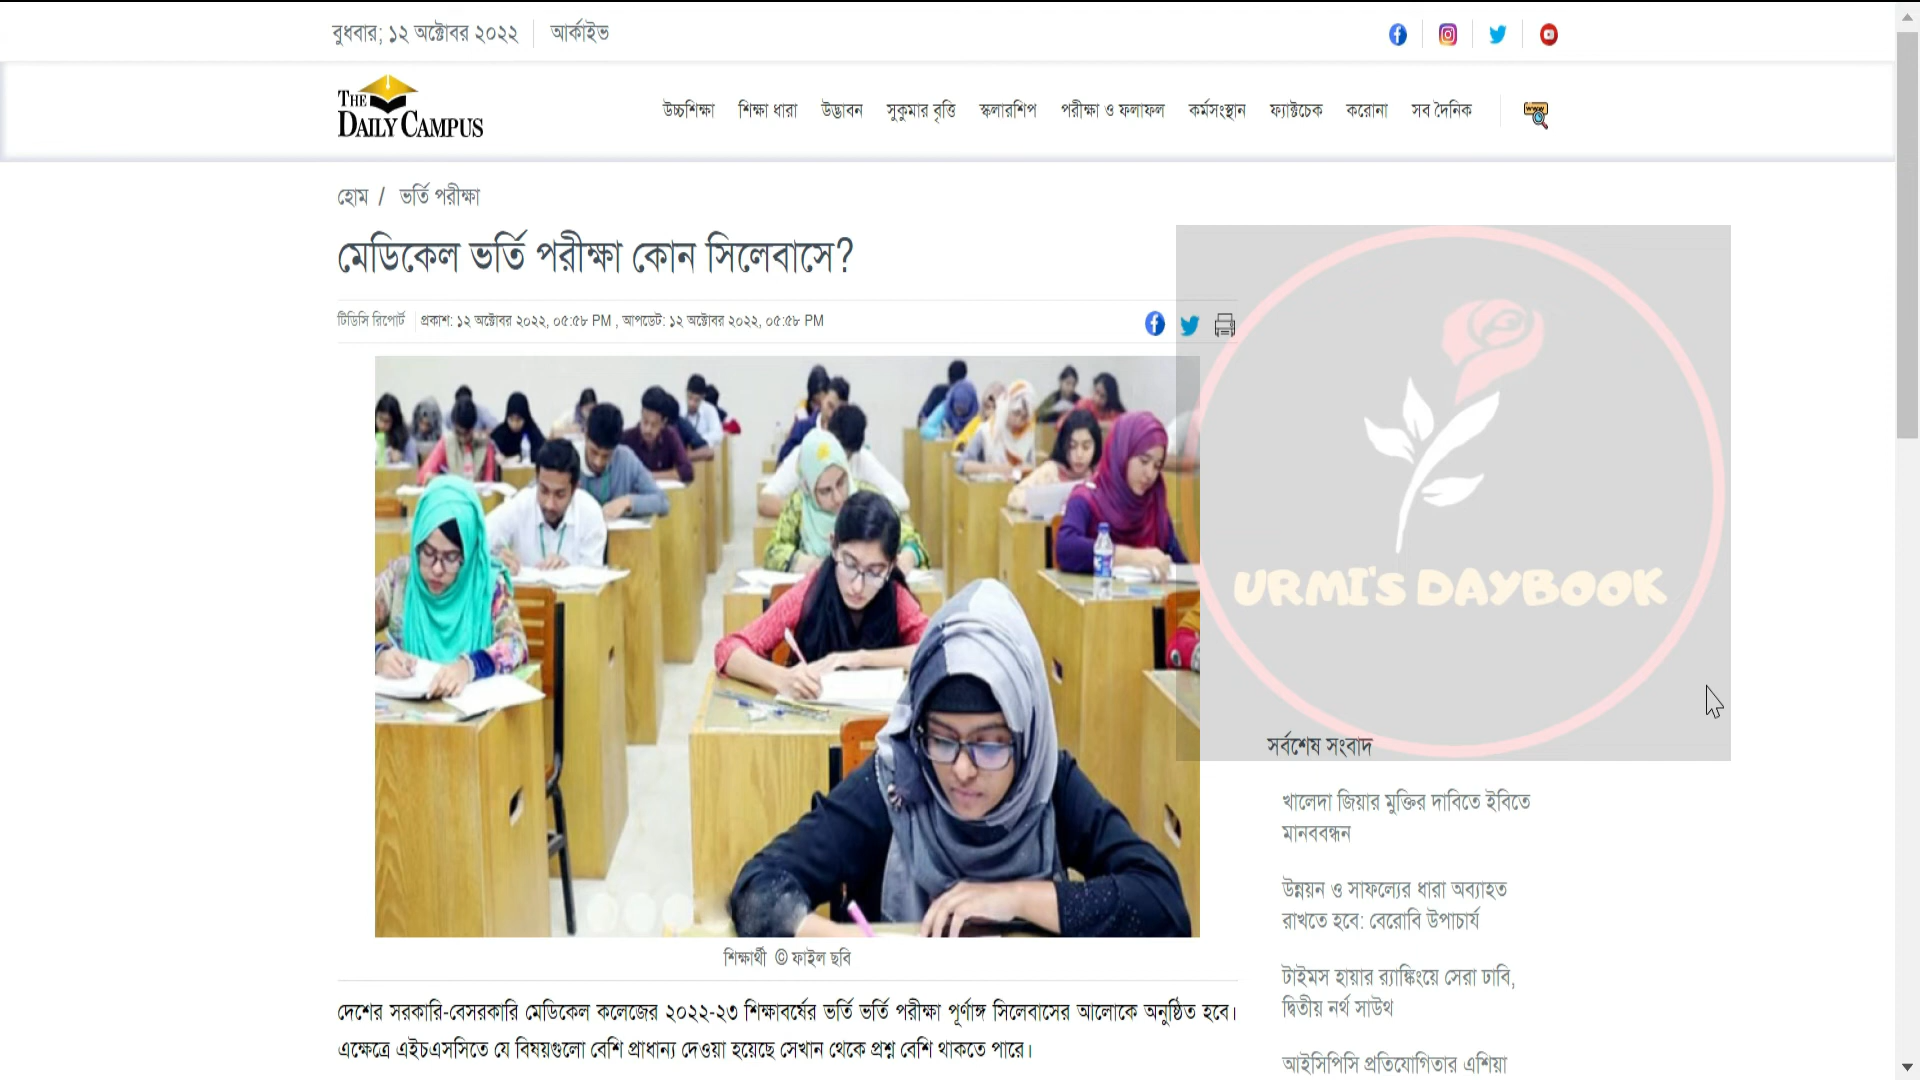 বুধবার; ১২ অক্টোবর ২০২২
আর্কাইভ
THE DAILY CAMPUS
উচ্চশিক্ষা
শিক্ষা ধারা
উদ্ভাবন
সুকুমার বৃত্তি
স্কলারশিপ
পরীক্ষা ও ফলাফল
কর্মসংস্থান
ফ্যাক্টচেক
করোনা
সব দৈনিক
www
হোম / ভর্তি পরীক্ষা
মেডিকেল ভর্তি পরীক্ষা কোন সিলেবাসে?
টিডিসি রিপোর্ট
প্রকাশ: ১২ অক্টোবর ২০২২, ০৫:৫৮ PM , আপডেট: ১২ অক্টোবর ২০২২, ০৫:৫৮ PM
URMI'S DAYBOOK
শিক্ষার্থী © ফাইল ছবি
দেশের সরকারি-বেসরকারি মেডিকেল কলেজের ২০২২-২৩ শিক্ষাবর্ষের ভর্তি ভর্তি পরীক্ষা পূর্ণাঙ্গ সিলেবাসের আলোকে অনুষ্ঠিত হবে।
এক্ষেত্রে এইচএসসিতে যে বিষয়গুলো বেশি প্রাধান্য দেওয়া হয়েছে সেখান থেকে প্রশ্ন বেশি থাকতে পারে।
সর্বশেষ সংবাদ
খালেদা জিয়ার মুক্তির দাবিতে ইবিতে
মানববন্ধন
উন্নয়ন ও সাফল্যের ধারা অব্যাহত
রাখতে হবে: বেরোবি উপাচার্য
টাইমস হায়ার র‍্যাঙ্কিংয়ে সেরা ঢাবি,
দ্বিতীয় নর্থ সাউথ
আইসিপিসি প্রতিযোগিতার এশিয়া